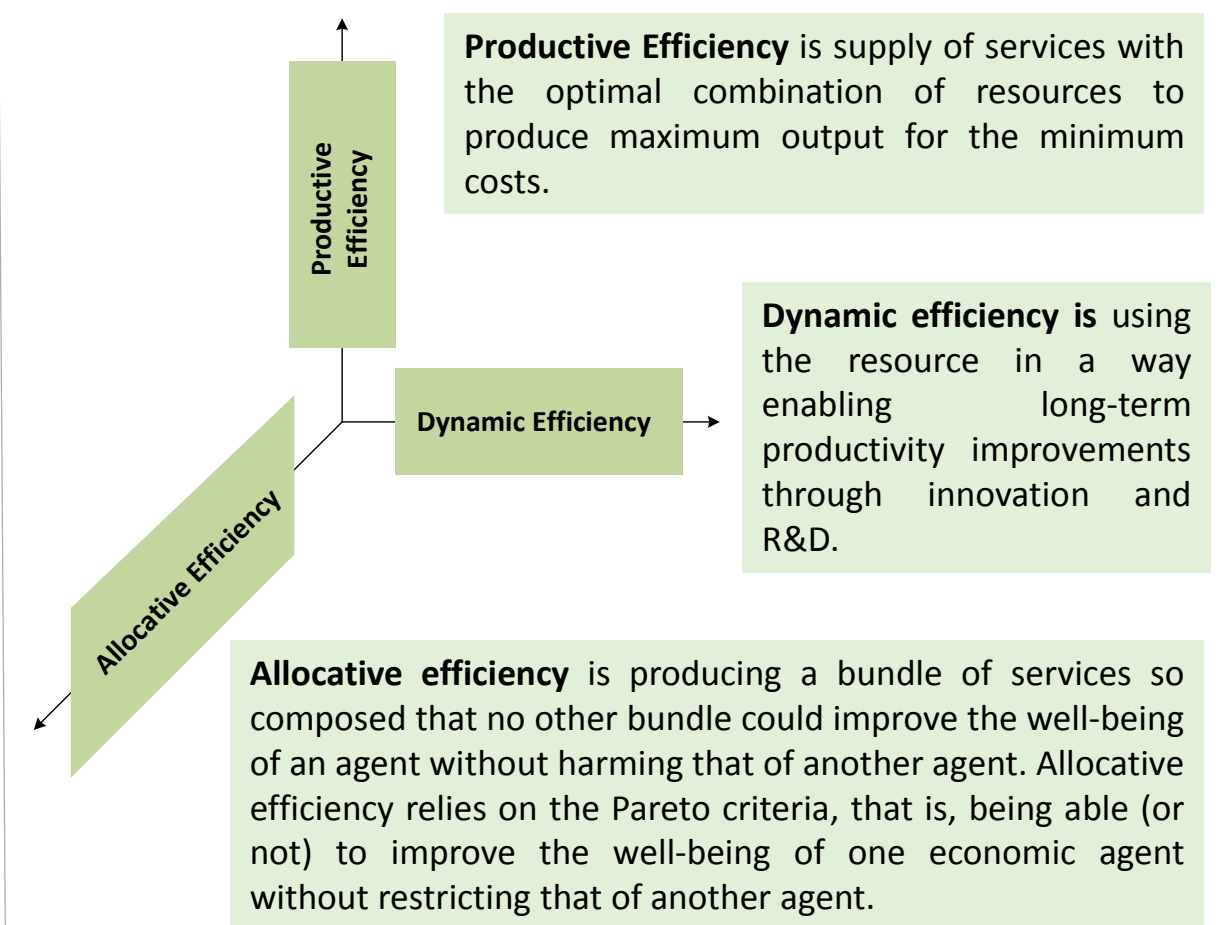 Productive Efficiency is supply of services with
the optimal combination of resources to
produce maximum output for the minimum
costs.
Productive
Efficiency
Dynamic efficiency is using
the resource in a way
enabling long-term
productivity improvements
through innovation and
R&D.
Dynamic Efficiency
Allocative Efficiency
Allocative efficiency is producing a bundle of services so
composed that no other bundle could improve the well-being
of an agent without harming that of another agent. Allocative
efficiency relies on the Pareto criteria, that is, being able (or
not) to improve the well-being of one economic agent
without restricting that of another agent.